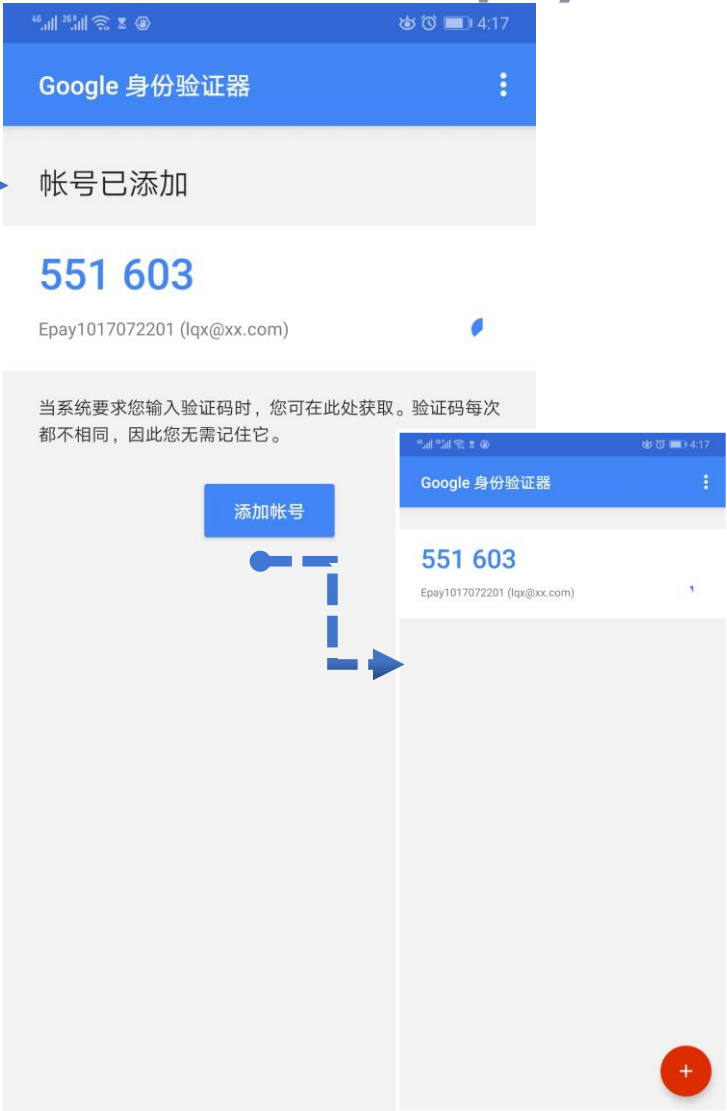 4:17
Google 身份验证器
帐号已添加
551 603
Epay1017072201 (lqx@xx.com)
当系统要求您输入验证码时，您可在此处获取。验证码每次
都不相同，因此您无需记住它。
添加帐号
4:17
Google 身份验证器
551 603
Epay1017072201 (lqx@xx.com)
+